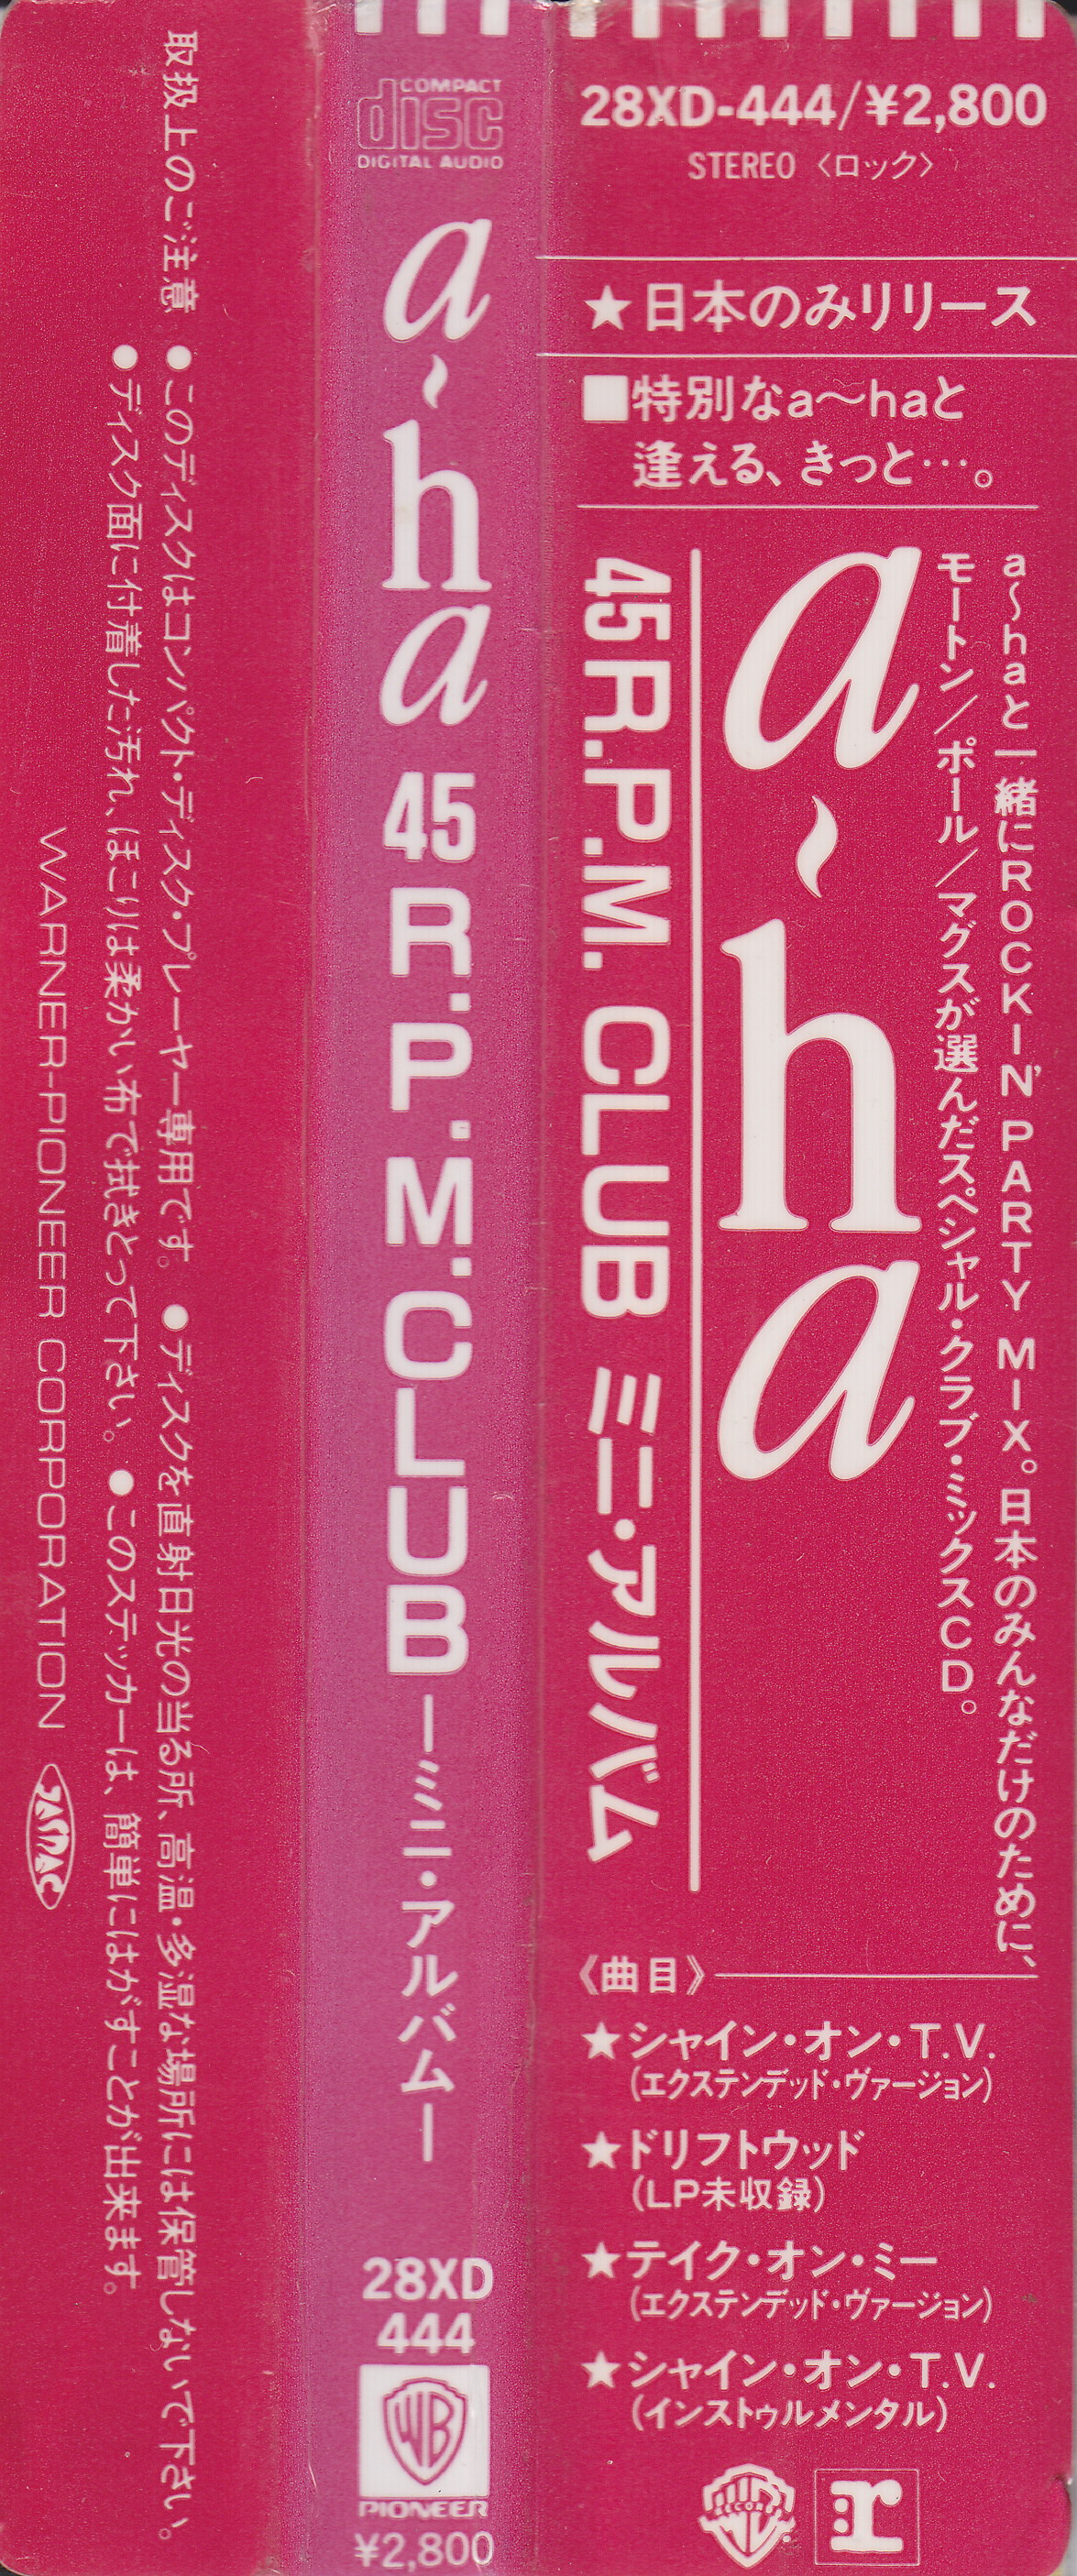 28XD-444/¥2,800
STEREO 〈ロック〉
★日本のみリリース
■特別なa〜haと
逢える、きっと…。
a〜haと一緒にROCKIN' PARTY MIX。日本のみんなだけのために、
モートン/ポール/マグスが選んだスペシャル・クラブ・ミックスCD。
a-ha
45 R.P.M. CLUB ミニ・アルバム
《曲目》
★シャイン・オン・T.V.
(エクステンデッド・ヴァージョン)
★ドリフトウッド
(LP未収録)
★テイク・オン・ミー
(エクステンデッド・ヴァージョン)
★シャイン・オン・T.V.
(インストゥルメンタル)
WB RECORDS
r:
COMPACT
disc
DIGITAL AUDIO
a-ha 45 R.P.M.CLUB —ミニ・アルバム—
28XD
444
WB
PIONEER
¥2,800
取扱上のご注意 ●このディスクはコンパクト・ディスク・プレーヤー専用です。 ●ディスクを直射日光の当る所、高温・多湿な場所には保管しないで下さい。
●ディスク面に付着した汚れ、ほこりは柔かい布で拭きとって下さい。 ●このステッカーは、簡単にはがすことが出来ます。
WARNER-PIONEER CORPORATION JASRAC